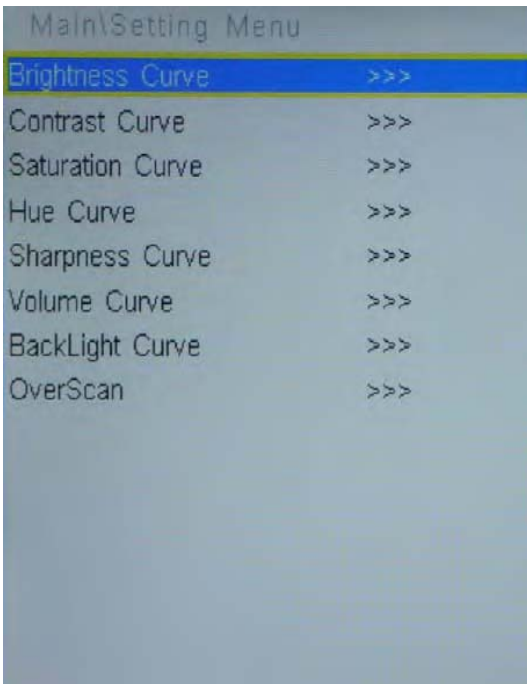 Main\Setting Menu
Brightness Curve >>>
Contrast Curve >>>
Saturation Curve >>>
Hue Curve >>>
Sharpness Curve >>>
Volume Curve >>>
BackLight Curve >>>
OverScan >>>